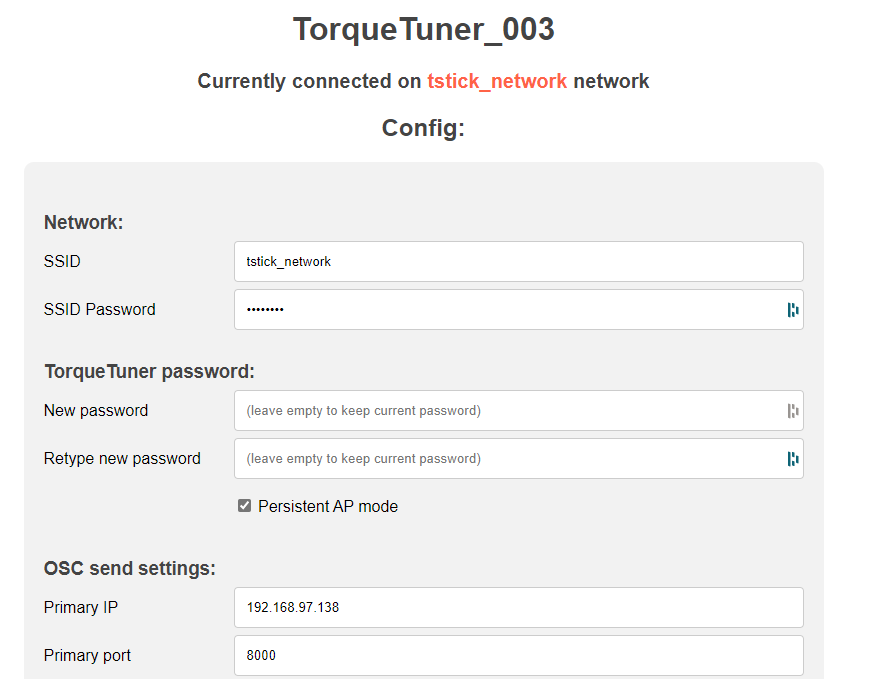 TorqueTuner_003
Currently connected on tstick_network network
Config:
Network:
SSID
tstick_network
SSID Password
••••••••
TorqueTuner password:
New password
(leave empty to keep current password)
Retype new password
(leave empty to keep current password)
Persistent AP mode
OSC send settings:
Primary IP
192.168.97.138
Primary port
8000